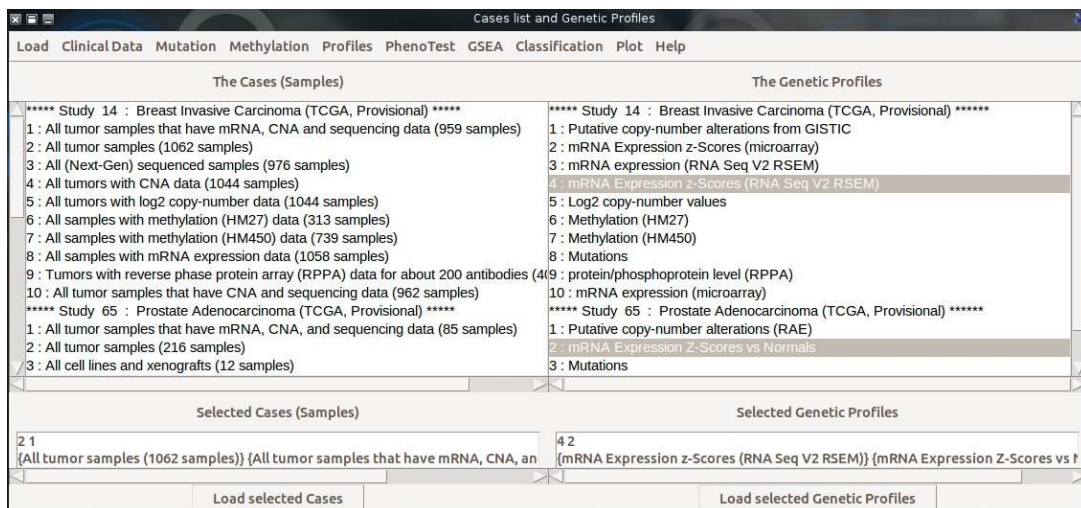 Cases list and Genetic Profiles
Load Clinical Data Mutation Methylation Profiles PhenoTest GSEA Classification Plot Help
The Cases (Samples)
***** Study 14 : Breast Invasive Carcinoma (TCGA, Provisional) *****
1 : All tumor samples that have mRNA, CNA and sequencing data (959 samples)
2 : All tumor samples (1062 samples)
3 : All (Next-Gen) sequenced samples (976 samples)
4 : All tumors with CNA data (1044 samples)
5 : All tumors with log2 copy-number data (1044 samples)
6 : All samples with methylation (HM27) data (313 samples)
7 : All samples with methylation (HM450) data (739 samples)
8 : All samples with mRNA expression data (1058 samples)
9 : Tumors with reverse phase protein array (RPPA) data for about 200 antibodies (40
10 : All tumor samples that have CNA and sequencing data (962 samples)
***** Study 65 : Prostate Adenocarcinoma (TCGA, Provisional) *****
1 : All tumor samples that have mRNA, CNA, and sequencing data (85 samples)
2 : All tumor samples (216 samples)
3 : All cell lines and xenografts (12 samples)
The Genetic Profiles
***** Study 14 : Breast Invasive Carcinoma (TCGA, Provisional) ******
1 : Putative copy-number alterations from GISTIC
2 : mRNA Expression z-Scores (microarray)
3 : mRNA expression (RNA Seq V2 RSEM)
4 : mRNA Expression z-Scores (RNA Seq V2 RSEM)
5 : Log2 copy-number values
6 : Methylation (HM27)
7 : Methylation (HM450)
8 : Mutations
9 : protein/phosphoprotein level (RPPA)
10 : mRNA expression (microarray)
***** Study 65 : Prostate Adenocarcinoma (TCGA, Provisional) ******
1 : Putative copy-number alterations (RAE)
2 : mRNA Expression Z-Scores vs Normals
3 : Mutations
Selected Cases (Samples)
2 1
{All tumor samples (1062 samples)} {All tumor samples that have mRNA, CNA, an
Load selected Cases
Selected Genetic Profiles
4 2
{mRNA Expression z-Scores (RNA Seq V2 RSEM)} {mRNA Expression Z-Scores vs
Load selected Genetic Profiles